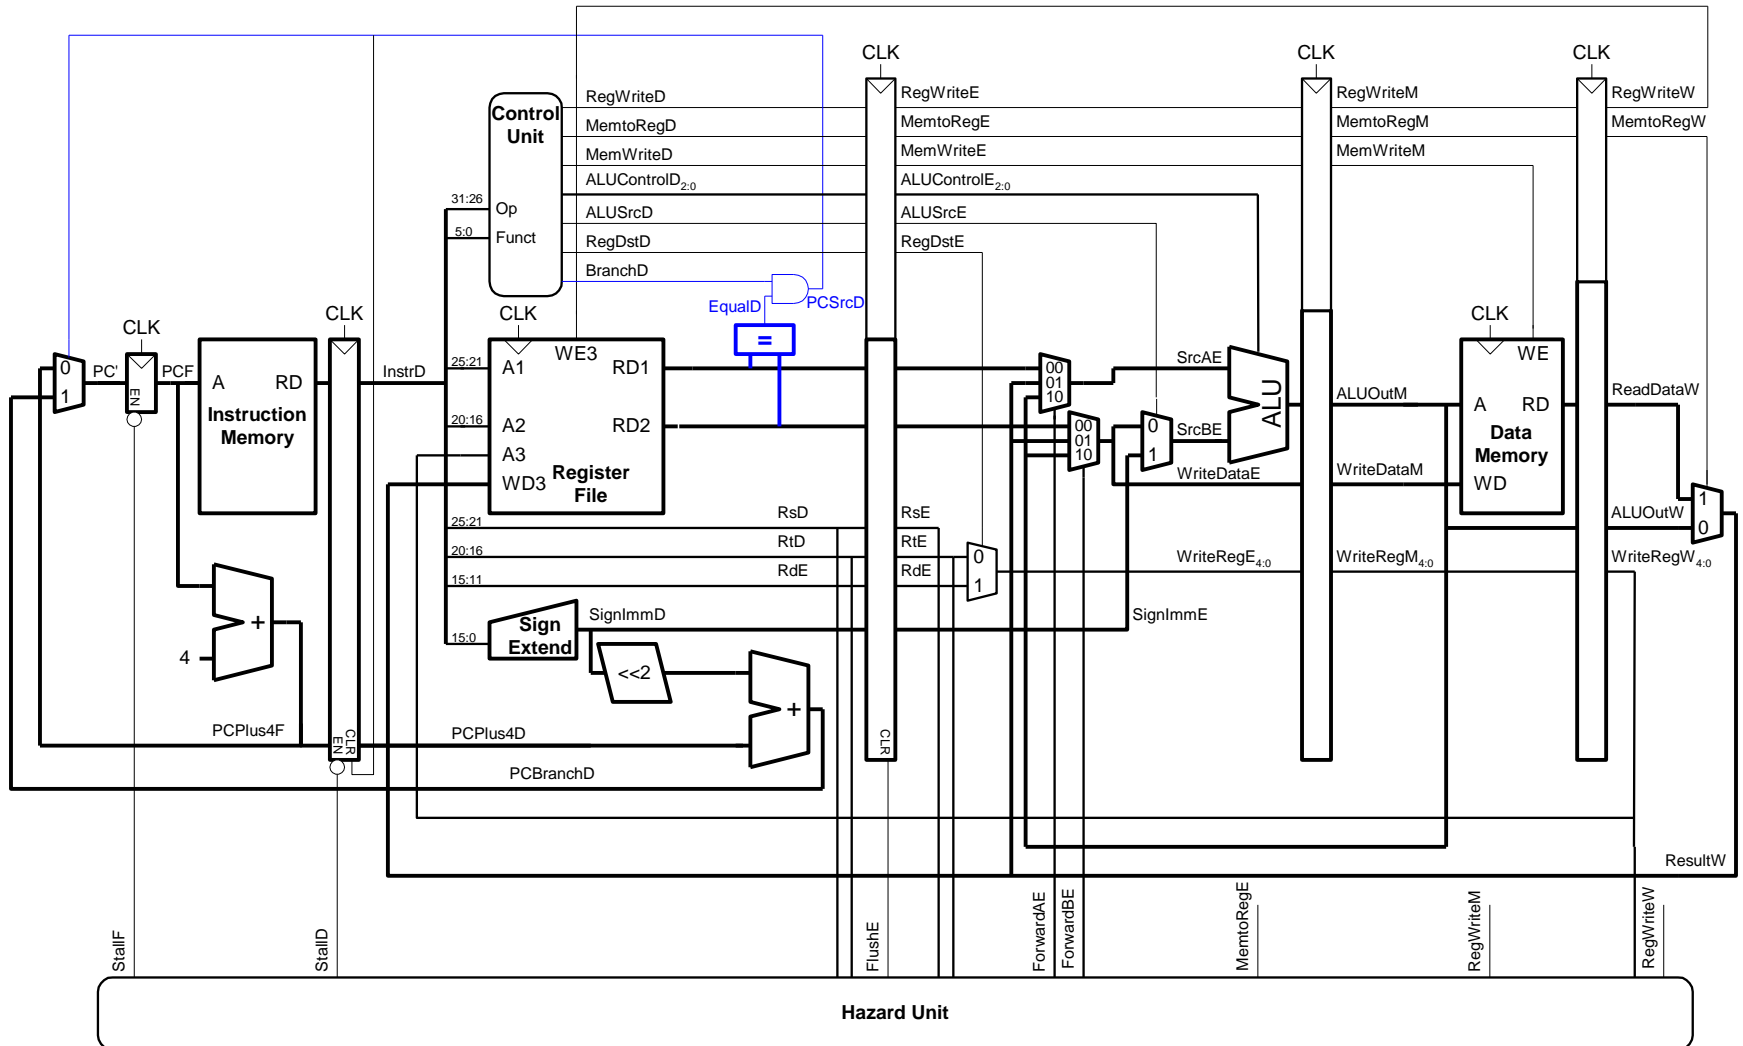 CLK
CLK
CLK
Control
Unit
RegWriteD
MemtoRegD
MemWriteD
ALUControlD2:0
ALUSrcD
RegDstD
BranchD
RegWriteE
MemtoRegE
MemWriteE
ALUControlE2:0
ALUSrcE
RegDstE
RegWriteM
MemtoRegM
MemWriteM
RegWriteW
MemtoRegW
31:26
Op
5:0
Funct
EqualD
PCSrcD
=
CLK
CLK
CLK
CLK
0
1
PC'
EN
PCF
A
RD
Instruction
Memory
InstrD
25:21
A1
WE3
RD1
20:16
A2
RD2
A3
WD3
Register
File
00
01
10
00
01
10
0
1
SrcAE
SrcBE
ALU
WriteDataE
ALUOutM
WriteDataM
A
RD
WE
Data
Memory
WD
ReadDataW
ALUOutW
1
0
25:21
RsD
RsE
20:16
RtD
RtE
15:11
RdE
RdE
0
1
WriteRegE4:0
WriteRegM4:0
WriteRegW4:0
15:0
Sign
Extend
SignImmD
SignImmE
<<2
+
4
+
PCPlus4F
EN
CLR
PCPlus4D
CLR
PCBranchD
ResultW
StallF
StallD
FlushE
ForwardAE
ForwardBE
MemtoRegE
RegWriteM
RegWriteW
Hazard Unit